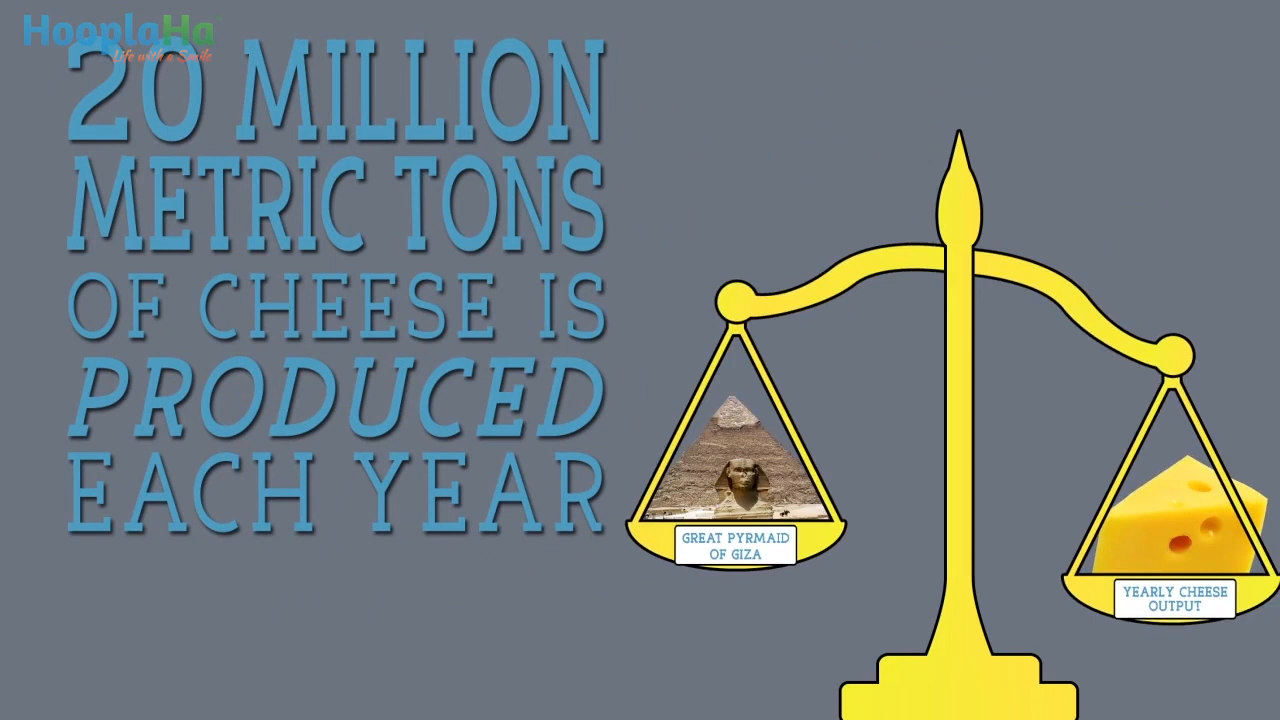 HooplaHa
Life with a Smile
20 MILLION
METRIC TONS
OF CHEESE IS
PRODUCED
EACH YEAR
GREAT PYRMAID
OF GIZA
YEARLY CHEESE
OUTPUT